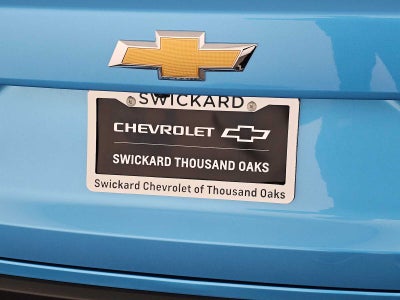 SWICKARD
CHEVROLET
SWICKARD THOUSAND OAKS
Swickard Chevrolet of Thousand Oaks